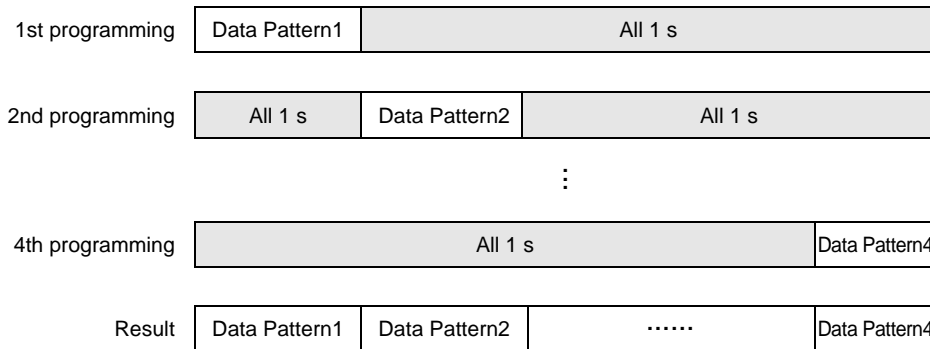 1st programming Data Pattern1 All 1 s
2nd programming All 1 s Data Pattern2 All 1 s
⋮
4th programming All 1 s Data Pattern4
Result Data Pattern1 Data Pattern2 ...... Data Pattern4